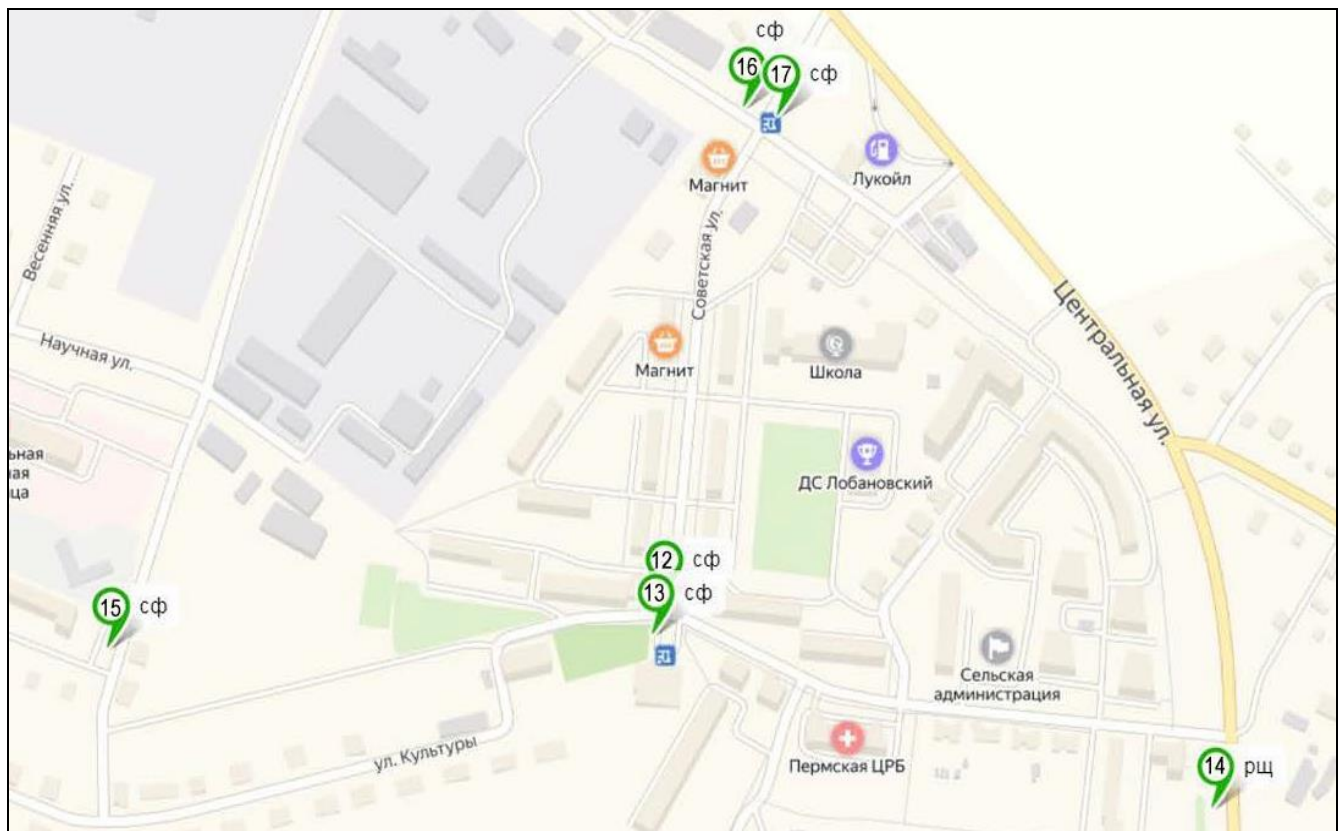 сф
16
17 сф
Магнит
Лукойл
Весенняя ул.
Советская ул.
Центральная ул.
Научная ул.
Магнит
Школа
ьная
ная
ца
ДС Лобановский
12 сф
13 сф
15 сф
Сельская
администрация
ул. Культуры
Пермская ЦРБ
14 рщ